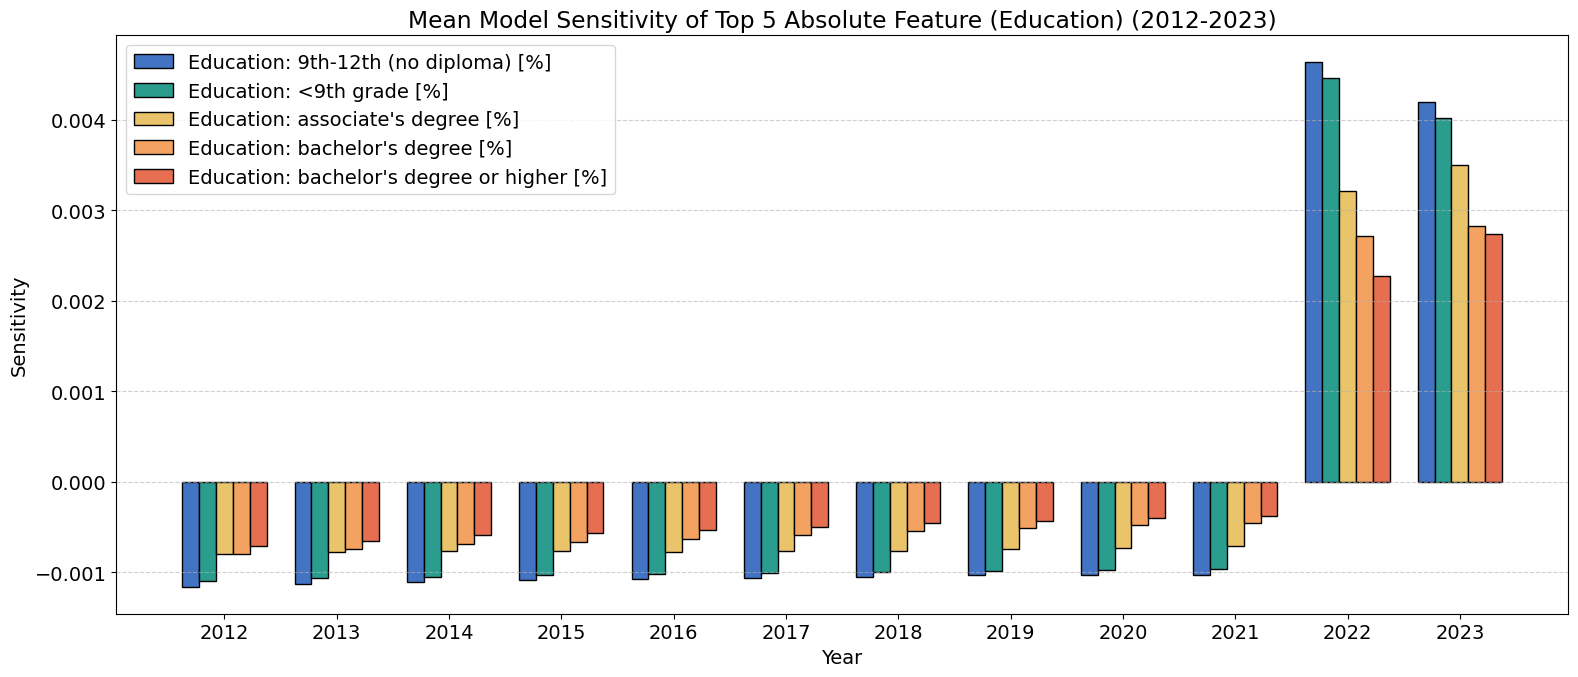 Mean Model Sensitivity of Top 5 Absolute Feature (Education) (2012-2023)
Education: 9th-12th (no diploma) [%]
Education: <9th grade [%]
Education: associate's degree [%]
Education: bachelor's degree [%]
Education: bachelor's degree or higher [%]
Sensitivity
0.004
0.003
0.002
0.001
0.000
−0.001
2012 2013 2014 2015 2016 2017 2018 2019 2020 2021 2022 2023
Year